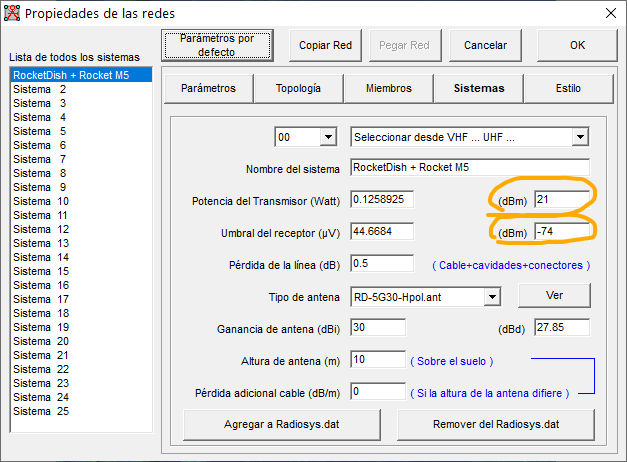 Propiedades de las redes
Lista de todos los sistemas
Parámetros por defecto
Copiar Red
Pegar Red
Cancelar
OK
RocketDish + Rocket M5
Sistema 2
Sistema 3
Sistema 4
Sistema 5
Sistema 6
Sistema 7
Sistema 8
Sistema 9
Sistema 10
Sistema 11
Sistema 12
Sistema 13
Sistema 14
Sistema 15
Sistema 16
Sistema 17
Sistema 18
Sistema 19
Sistema 20
Sistema 21
Sistema 22
Sistema 23
Sistema 24
Sistema 25
Parámetros
Topología
Miembros
Sistemas
Estilo
00
Seleccionar desde VHF ... UHF ...
Nombre del sistema RocketDish + Rocket M5
Potencia del Transmisor (Watt) 0.1258925 (dBm) 21
Umbral del receptor (µV) 44.6684 (dBm) -74
Pérdida de la línea (dB) 0.5 ( Cable+cavidades+conectores )
Tipo de antena RD-5G30-Hpol.ant Ver
Ganancia de antena (dBi) 30 (dBd) 27.85
Altura de antena (m) 10 ( Sobre el suelo )
Pérdida adicional cable (dB/m) 0 ( Si la altura de la antena difiere )
Agregar a Radiosys.dat
Remover del Radiosys.dat